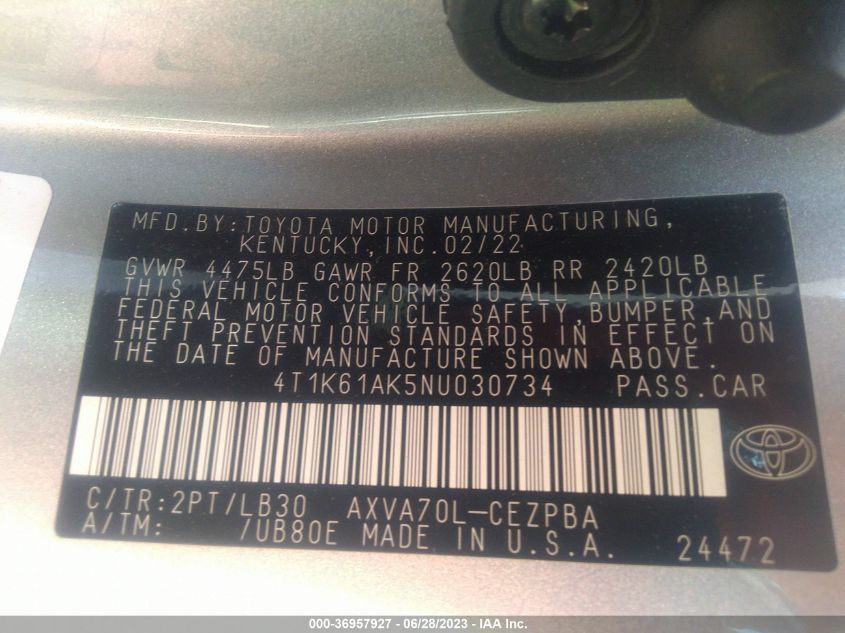 MFD.BY:TOYOTA MOTOR MANUFACTURING,
KENTUCKY,INC.02/22
GVWR 4475LB GAWR FR 2620LB RR 2420LB
THIS VEHICLE CONFORMS TO ALL APPLICABLE
FEDERAL MOTOR VEHICLE SAFETY,BUMPER,AND
THEFT PREVENTION STANDARDS IN EFFECT ON
THE DATE OF MANUFACTURE SHOWN ABOVE.
4T1K61AK5NU030734 PASS.CAR
C/TR:2PT/LB30 AXVA70L-CEZPBA
A/TM: /UB80E MADE IN U.S.A. 24472
000-36957927 - 06/28/2023 - IAA Inc.